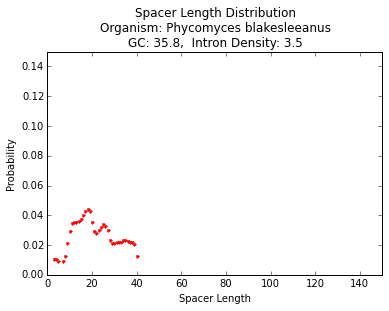 Spacer Length Distribution
Organism: Phycomyces blakesleeanus
GC: 35.8,  Intron Density: 3.5
0.14
0.12
0.10
0.08
0.06
0.04
0.02
0.00
Probability
0 20 40 60 80 100 120 140
Spacer Length